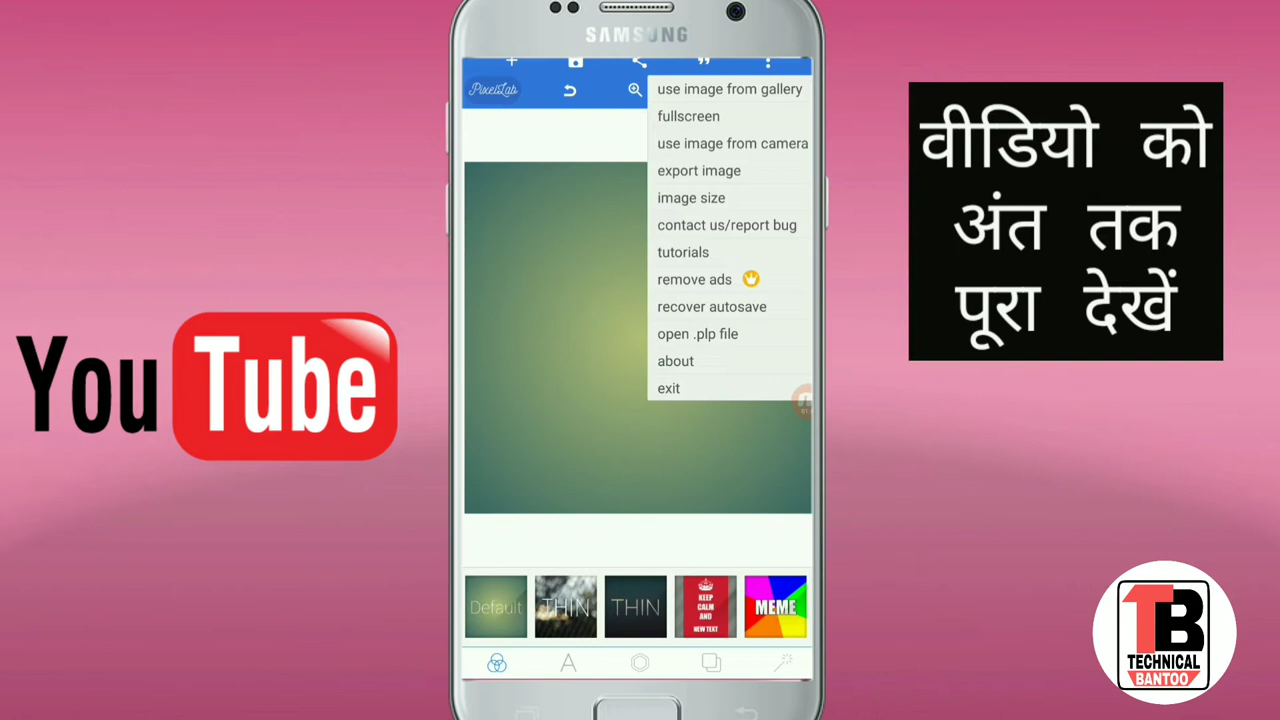 SAMSUNG
PixelLab
use image from gallery
fullscreen
use image from camera
export image
image size
contact us/report bug
tutorials
remove ads
recover autosave
open .plp file
about
exit
वीडियो को
अंत तक
पूरा देखें
YouTube
Default
THIN
THIN
KEEP
CALM
AND
NEW TEXT
MEME
A
TB
TECHNICAL
BANTOO